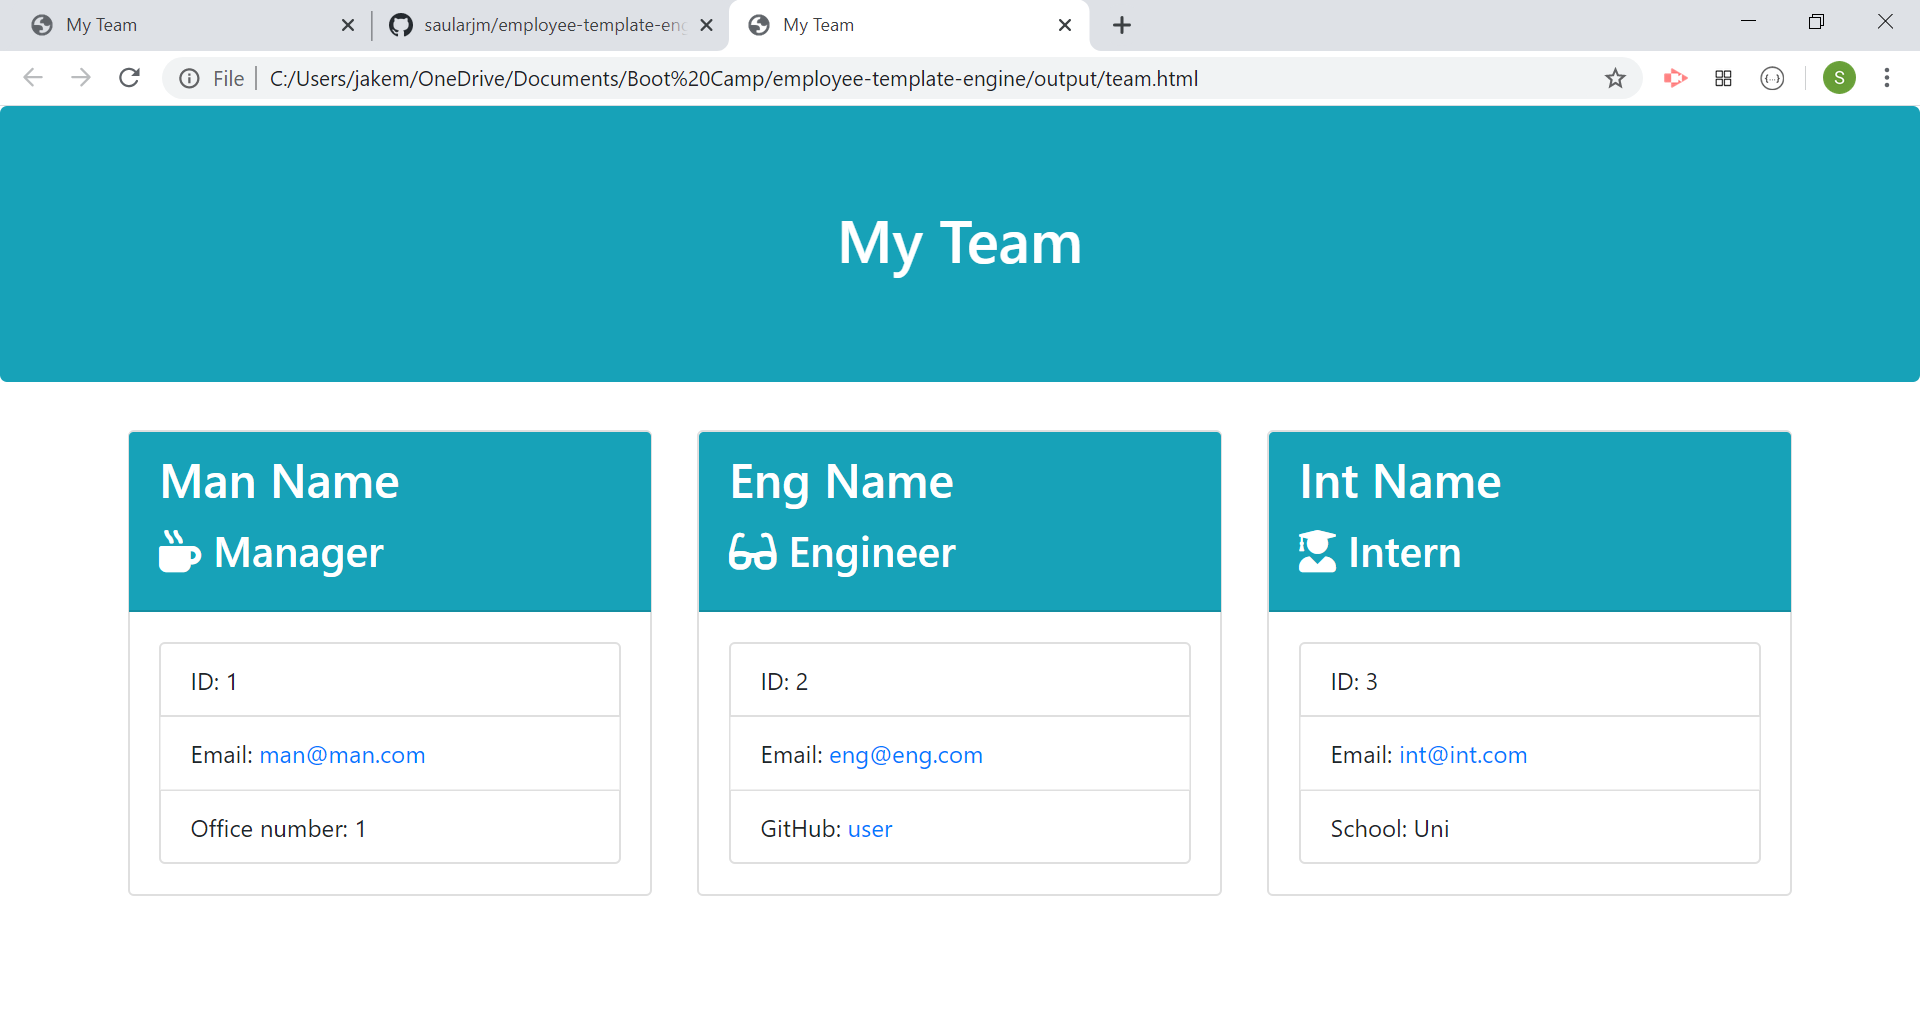 My Team
saularjm/employee-template-eng
My Team
File
C:/Users/jakem/OneDrive/Documents/Boot%20Camp/employee-template-engine/output/team.html
S
My Team
Man Name
Manager
ID: 1
Email: man@man.com
Office number: 1
Eng Name
Engineer
ID: 2
Email: eng@eng.com
GitHub: user
Int Name
Intern
ID: 3
Email: int@int.com
School: Uni